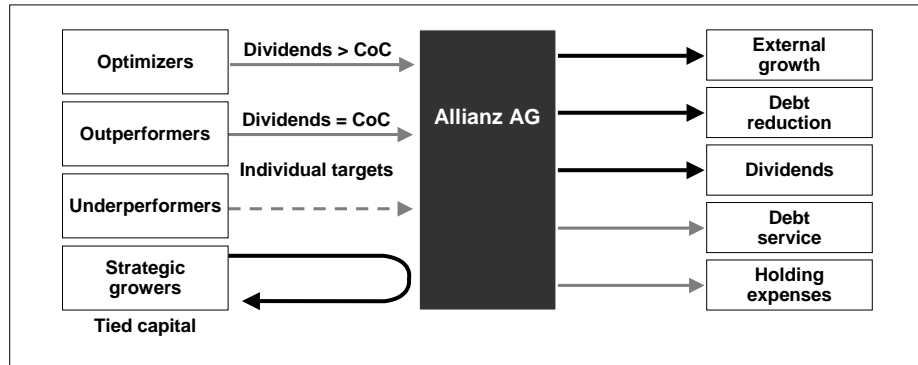 Optimizers
Dividends > CoC
Outperformers
Dividends = CoC
Individual targets
Underperformers
Strategic
growers
Tied capital
Allianz AG
External
growth
Debt
reduction
Dividends
Debt
service
Holding
expenses